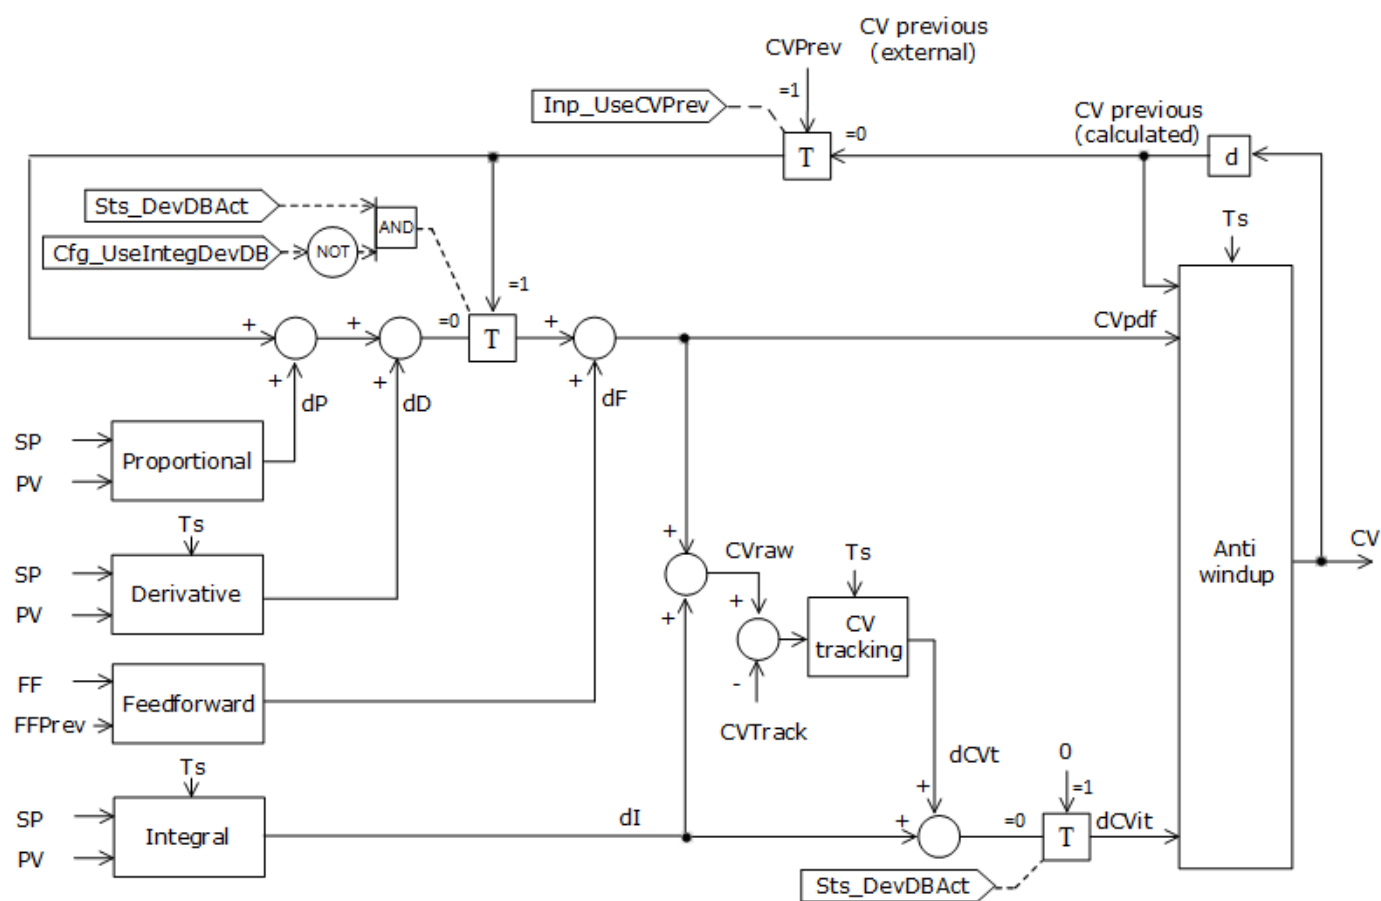 CV previous
(external)
CVPrev
=1
Inp_UseCVPrev
=0
T
CV previous
(calculated)
d
Sts_DevDBAct
AND
Cfg_UseIntegDevDB
NOT
Ts
=1
+
+
=0
T
+
CVpdf
+
+
+
dP
dD
dF
SP
PV
Proportional
Ts
SP
PV
Derivative
+
CVraw
Ts
Anti
windup
CV
+
+
CV
tracking
-
CVTrack
FF
FFPrev
Feedforward
Ts
SP
PV
Integral
dI
dCVt
0
=1
+
+
=0
T
dCVit
Sts_DevDBAct